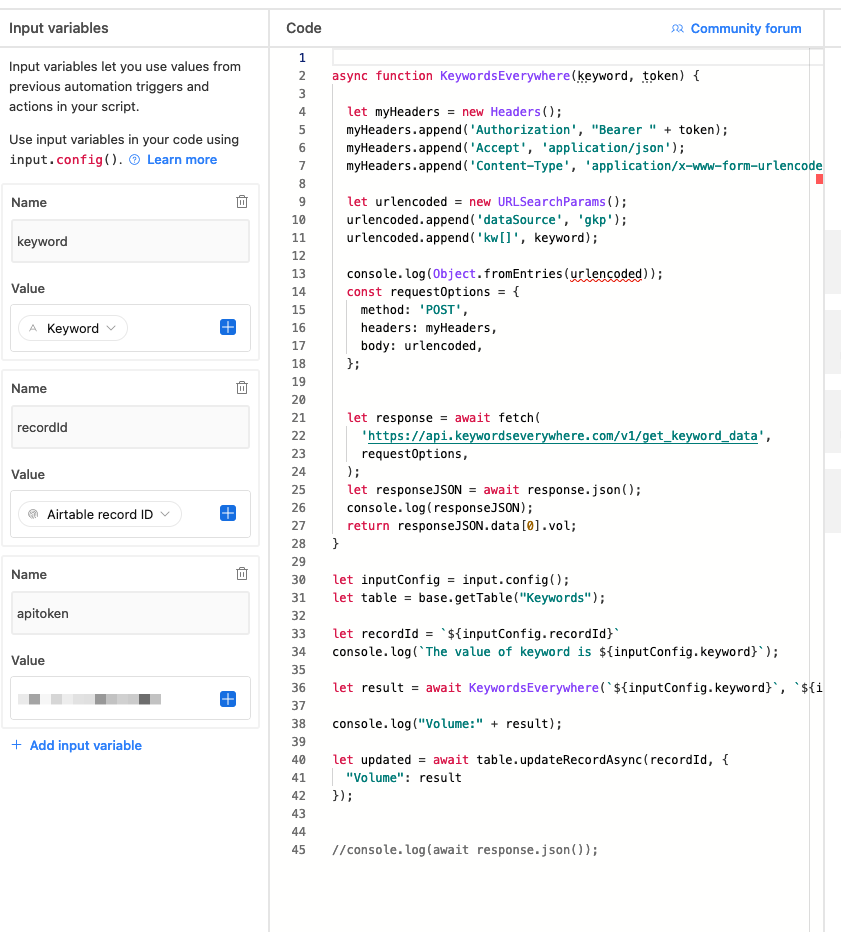 Input variables
Input variables let you use values from
previous automation triggers and
actions in your script.
Use input variables in your code using
input.config(). Learn more
Name
keyword
Value
A Keyword
Name
recordId
Value
Airtable record ID
Name
apitoken
Value
+ Add input variable
Code
Community forum
1
2 async function KeywordsEverywhere(keyword, token) {
3
4 let myHeaders = new Headers();
5 myHeaders.append('Authorization', "Bearer " + token);
6 myHeaders.append('Accept', 'application/json');
7 myHeaders.append('Content-Type', 'application/x-www-form-urlencode
8
9 let urlencoded = new URLSearchParams();
10 urlencoded.append('dataSource', 'gkp');
11 urlencoded.append('kw[]', keyword);
12
13 console.log(Object.fromEntries(urlencoded));
14 const requestOptions = {
15 method: 'POST',
16 headers: myHeaders,
17 body: urlencoded,
18 };
19
20
21 let response = await fetch(
22 'https://api.keywordseverywhere.com/v1/get_keyword_data',
23 requestOptions,
24 );
25 let responseJSON = await response.json();
26 console.log(responseJSON);
27 return responseJSON.data[0].vol;
28 }
29
30 let inputConfig = input.config();
31 let table = base.getTable("Keywords");
32
33 let recordId = `${inputConfig.recordId}`
34 console.log(`The value of keyword is ${inputConfig.keyword}`);
35
36 let result = await KeywordsEverywhere(`${inputConfig.keyword}`, `${i
37
38 console.log("Volume:" + result);
39
40 let updated = await table.updateRecordAsync(recordId, {
41 "Volume": result
42 });
43
44
45 //console.log(await response.json());